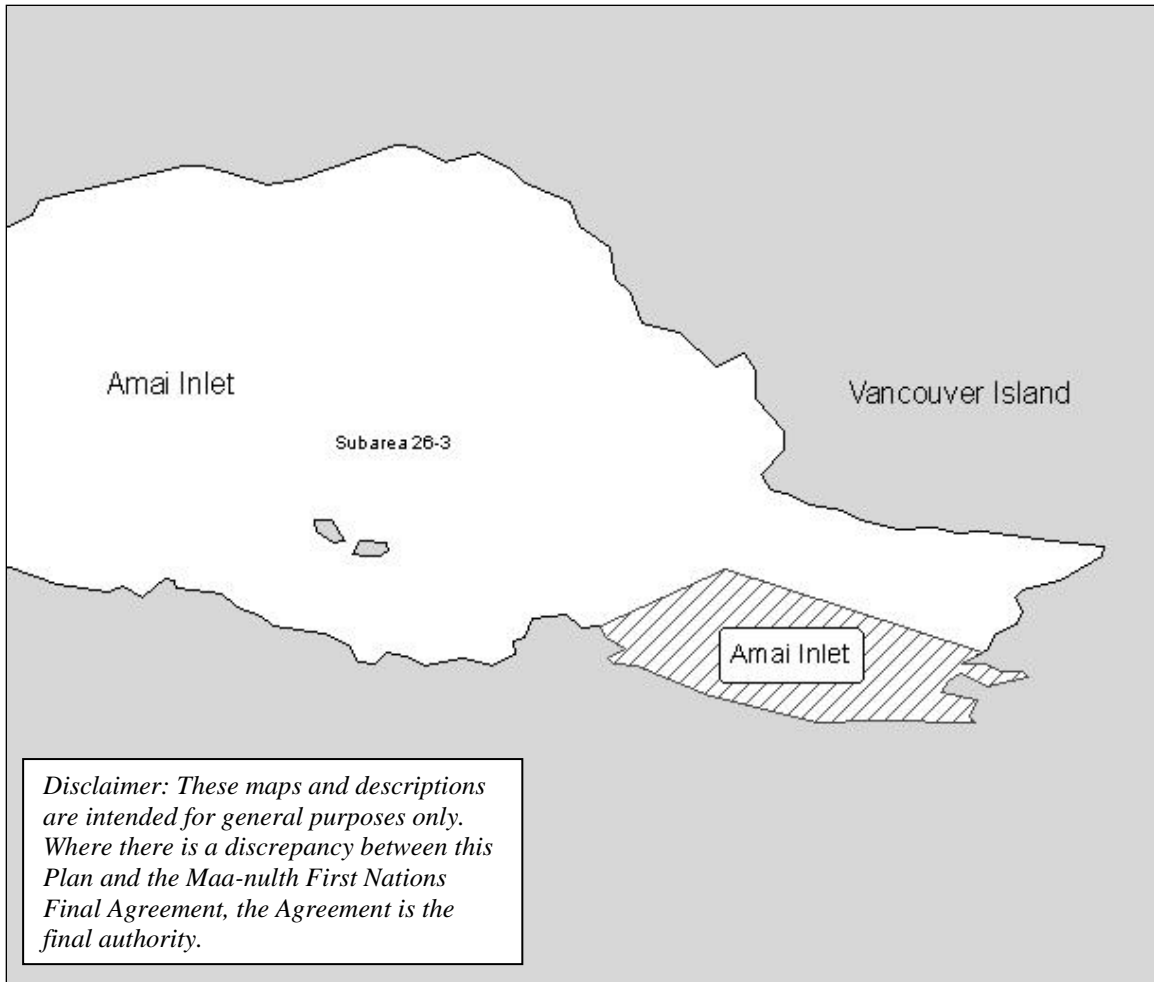 Amai Inlet
Vancouver Island
Subarea 26-3
Amai Inlet
Disclaimer: These maps and descriptions
are intended for general purposes only.
Where there is a discrepancy between this
Plan and the Maa-nulth First Nations
Final Agreement, the Agreement is the
final authority.